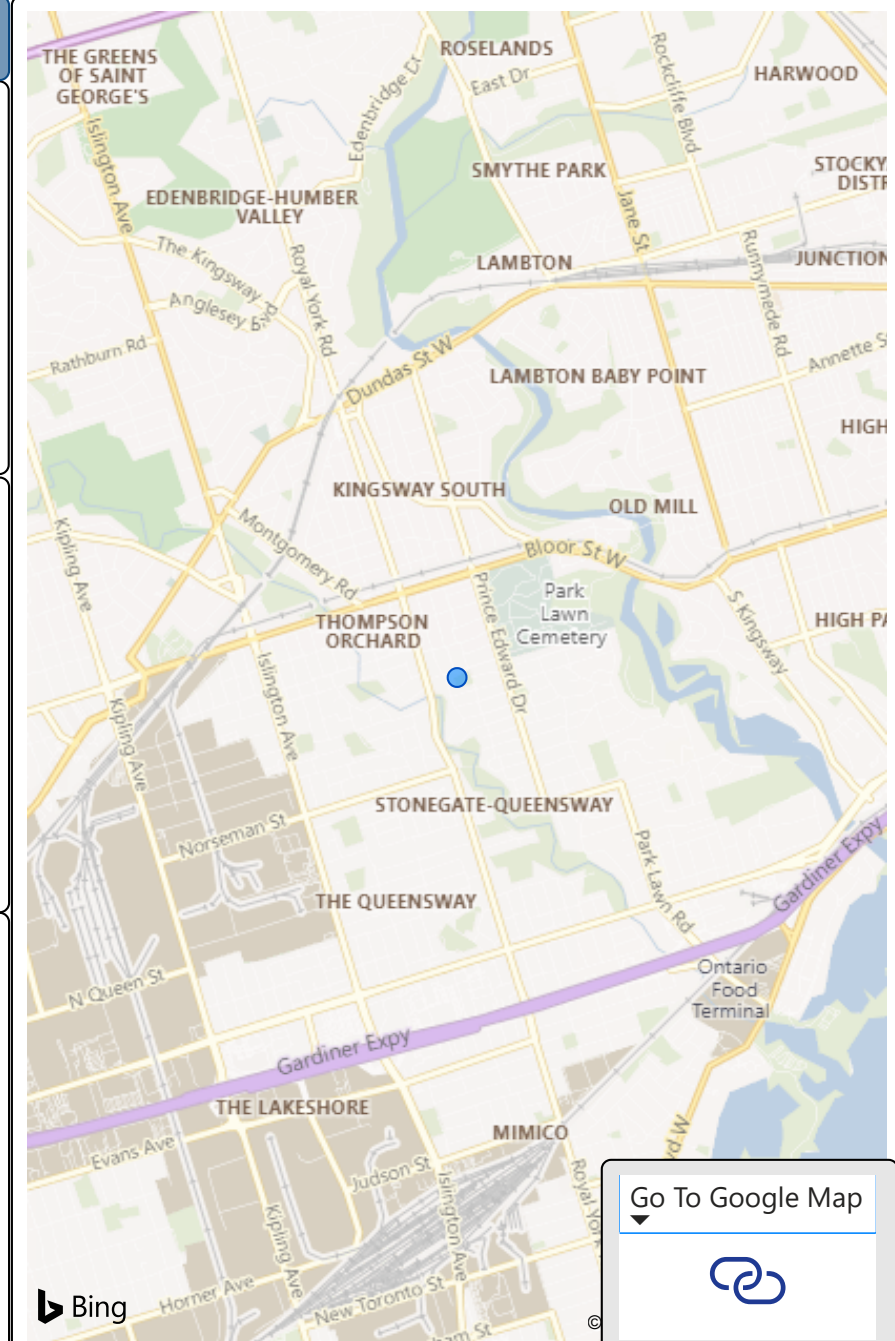 THE GREENS
OF SAINT
GEORGE'S
ROSELANDS
East Dr
Edenbridge Dr
Rockcliffe Blvd
HARWOOD
Islington Ave
SMYTHE PARK
STOCKY
DISTR
EDENBRIDGE-HUMBER
VALLEY
Jane St
The Kingsway
Royal York Rd
LAMBTON
Runnymede Rd
JUNCTION
Anglesey Blvd
Rathburn Rd
Dundas St W
Annette S
LAMBTON BABY POINT
HIGH
KINGSWAY SOUTH
OLD MILL
Kipling Ave
Montgomery Rd
Bloor St W
Park
Lawn
Cemetery
Prince Edward Dr
S Kingsway
THOMPSON
ORCHARD
HIGH PA
Islington Ave
Kipling Ave
STONEGATE-QUEENSWAY
Norseman St
Park Lawn Rd
Gardiner Expy
THE QUEENSWAY
Ontario
Food
Terminal
N Queen St
Gardiner Expy
THE LAKESHORE
MIMICO
Evans Ave
Judson St
Royal Yor
vd W
Islington Ave
Kipling Ave
Horner Ave
New Toronto St
am St
Go To Google Map
Bing
©